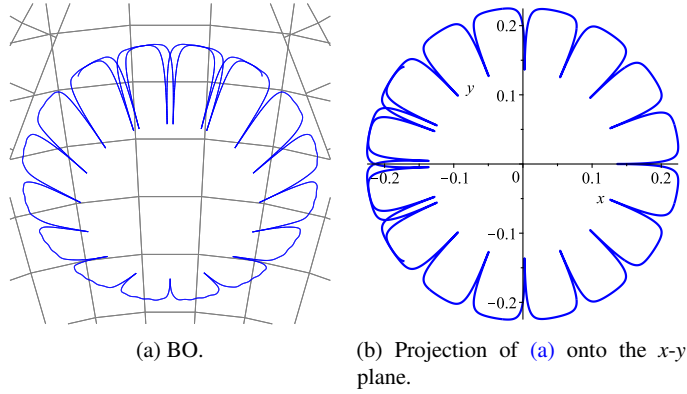 0.2
y
0.1
−0.2
−0.1
0
0.1
0.2
x
−0.1
−0.2
(a) BO.
(b) Projection of (a) onto the x-y
plane.